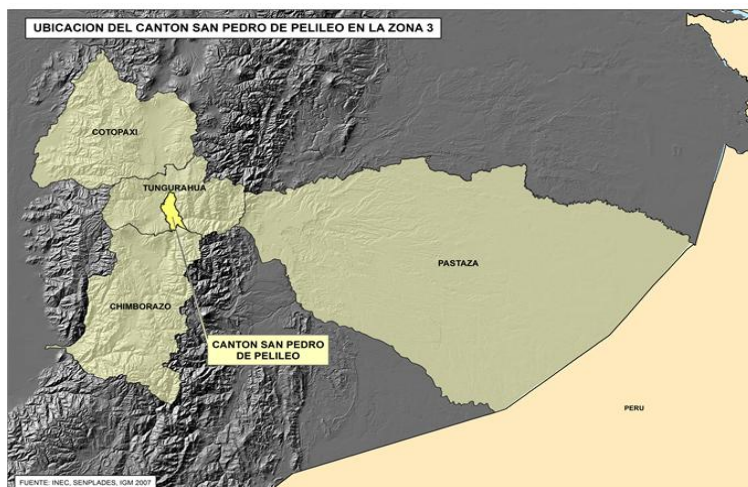 UBICACION DEL CANTON SAN PEDRO DE PELILEO EN LA ZONA 3
COTOPAXI
TUNGURAHUA
PASTAZA
CHIMBORAZO
CANTON SAN PEDRO
DE PELILEO
PERU
FUENTE: INEC, SENPLADES, IGM 2007